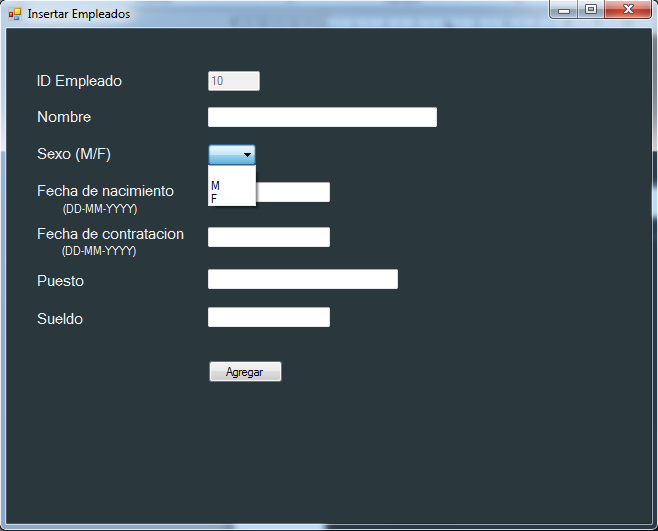 Insertar Empleados
ID Empleado 10
Nombre
Sexo (M/F)
M
F
Fecha de nacimiento
(DD-MM-YYYY)
Fecha de contratacion
(DD-MM-YYYY)
Puesto
Sueldo
Agregar